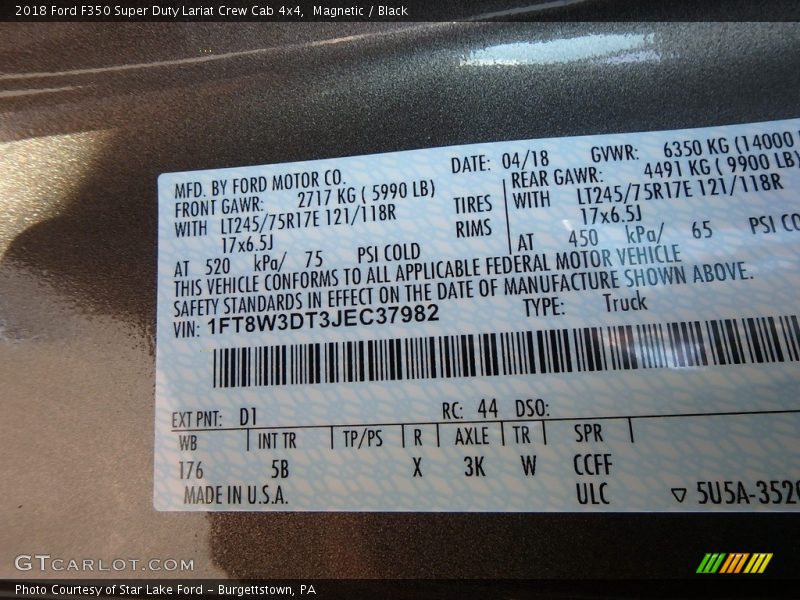 2018 Ford F350 Super Duty Lariat Crew Cab 4x4, Magnetic / Black
MFD. BY FORD MOTOR CO. DATE: 04/18 GVWR: 6350 KG (14000
FRONT GAWR: 2717 KG ( 5990 LB) REAR GAWR: 4491 KG ( 9900 LB)
WITH LT245/75R17E 121/118R TIRES WITH LT245/75R17E 121/118R
17x6.5J RIMS 17x6.5J
AT 520 kPa/ 75 PSI COLD AT 450 kPa/ 65 PSI CO
THIS VEHICLE CONFORMS TO ALL APPLICABLE FEDERAL MOTOR VEHICLE
SAFETY STANDARDS IN EFFECT ON THE DATE OF MANUFACTURE SHOWN ABOVE.
VIN: 1FT8W3DT3JEC37982 TYPE: Truck
EXT PNT: D1 RC: 44 DSO:
WB INT TR TP/PS R AXLE TR SPR
176 5B X 3K W CCFF
MADE IN U.S.A. ULC ▽ 5U5A-3520
GTCARLOT.COM
Photo Courtesy of Star Lake Ford - Burgettstown, PA